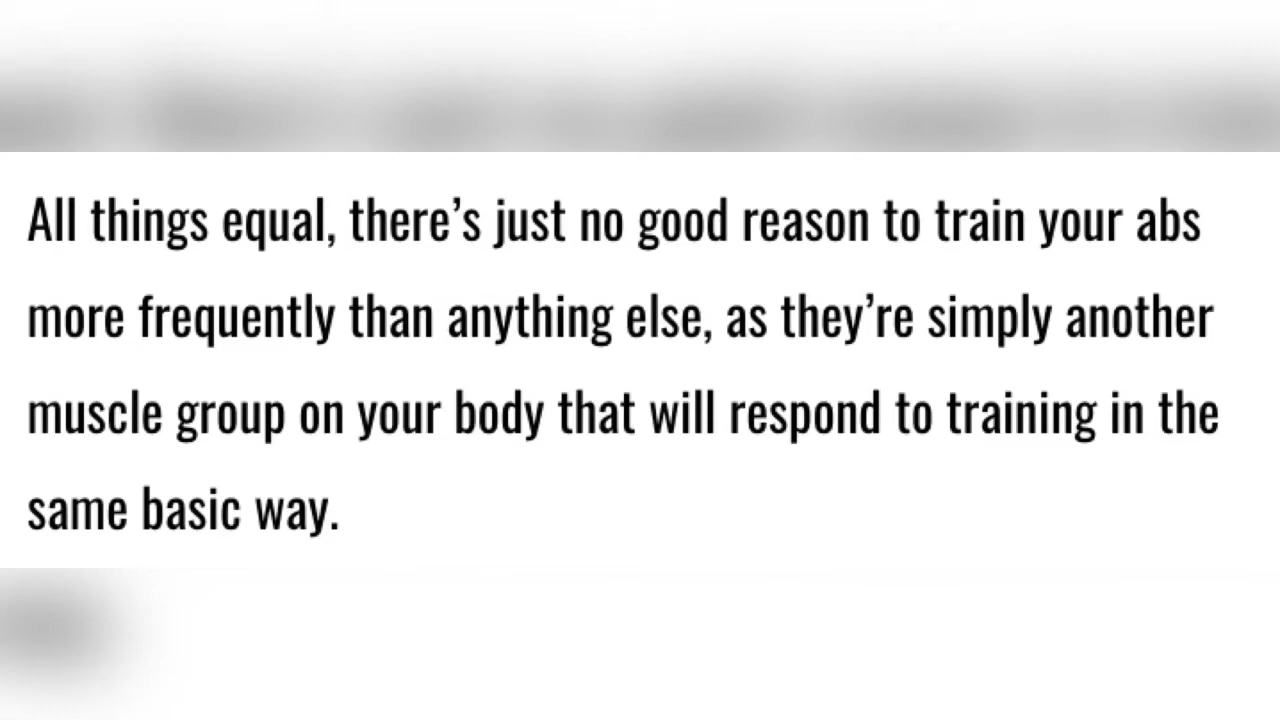 All things equal, there’s just no good reason to train your abs
more frequently than anything else, as they’re simply another
muscle group on your body that will respond to training in the
same basic way.